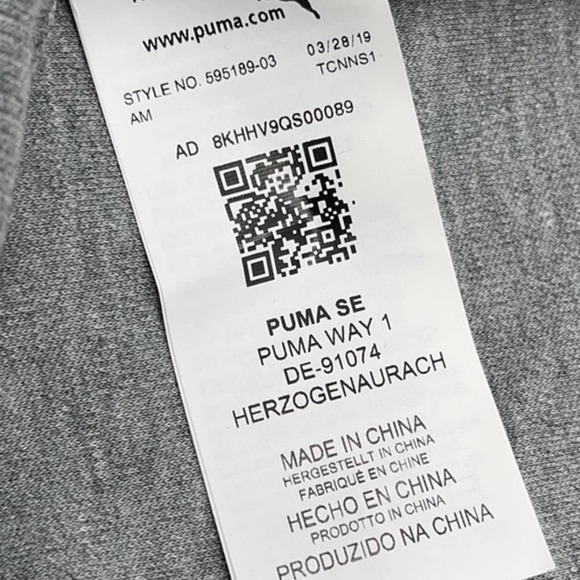 www.puma.com
STYLE NO. 595189-03 03/28/19
AM TCNNS1
AD 8KHHV9QS00089
PUMA SE
PUMA WAY 1
DE-91074
HERZOGENAURACH
MADE IN CHINA
HERGESTELLT IN CHINA
FABRIQUÉ EN CHINE
HECHO EN CHINA
PRODOTTO IN CHINA
PRODUZIDO NA CHINA